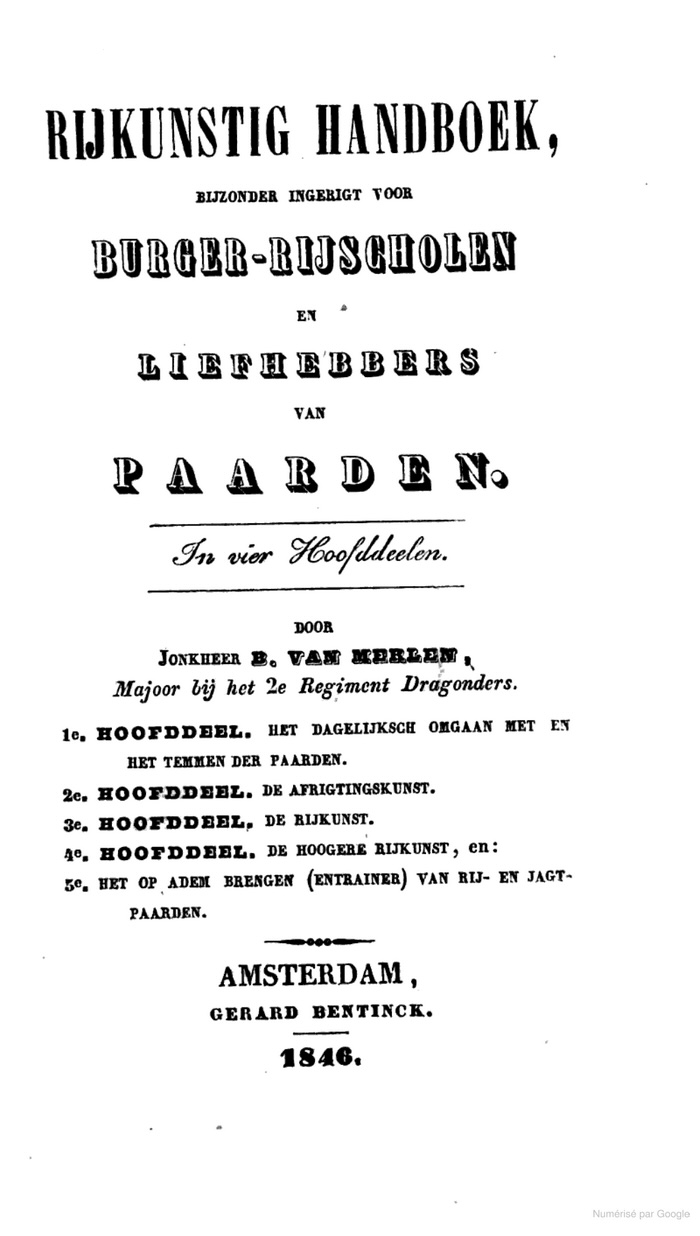 RIJKUNSTIG HANDBOEK,
BIJZONDER INGERIGT VOOR
BURGER-RIJSCHOLEN
EN
LIEFHEBBERS
VAN
PAARDEN.
In vier Hoofddeelen.
DOOR
JONKHEER B. VAN MERLEN,
Majoor bij het 2e Regiment Dragonders.
1e. HOOFDDEEL. HET DAGELIJKSCH OMGAAN MET EN
HET TEMMEN DER PAARDEN.
2e. HOOFDDEEL. DE AFRIGTINGSKUNST.
3e. HOOFDDEEL. DE RIJKUNST.
4e. HOOFDDEEL. DE HOOGERE RIJKUNST, en:
5e. HET OP ADEM BRENGEN (ENTRAINER) VAN RIJ- EN JAGT-
PAARDEN.
AMSTERDAM,
GERARD BENTINCK.
1846.
Numérisé par Google